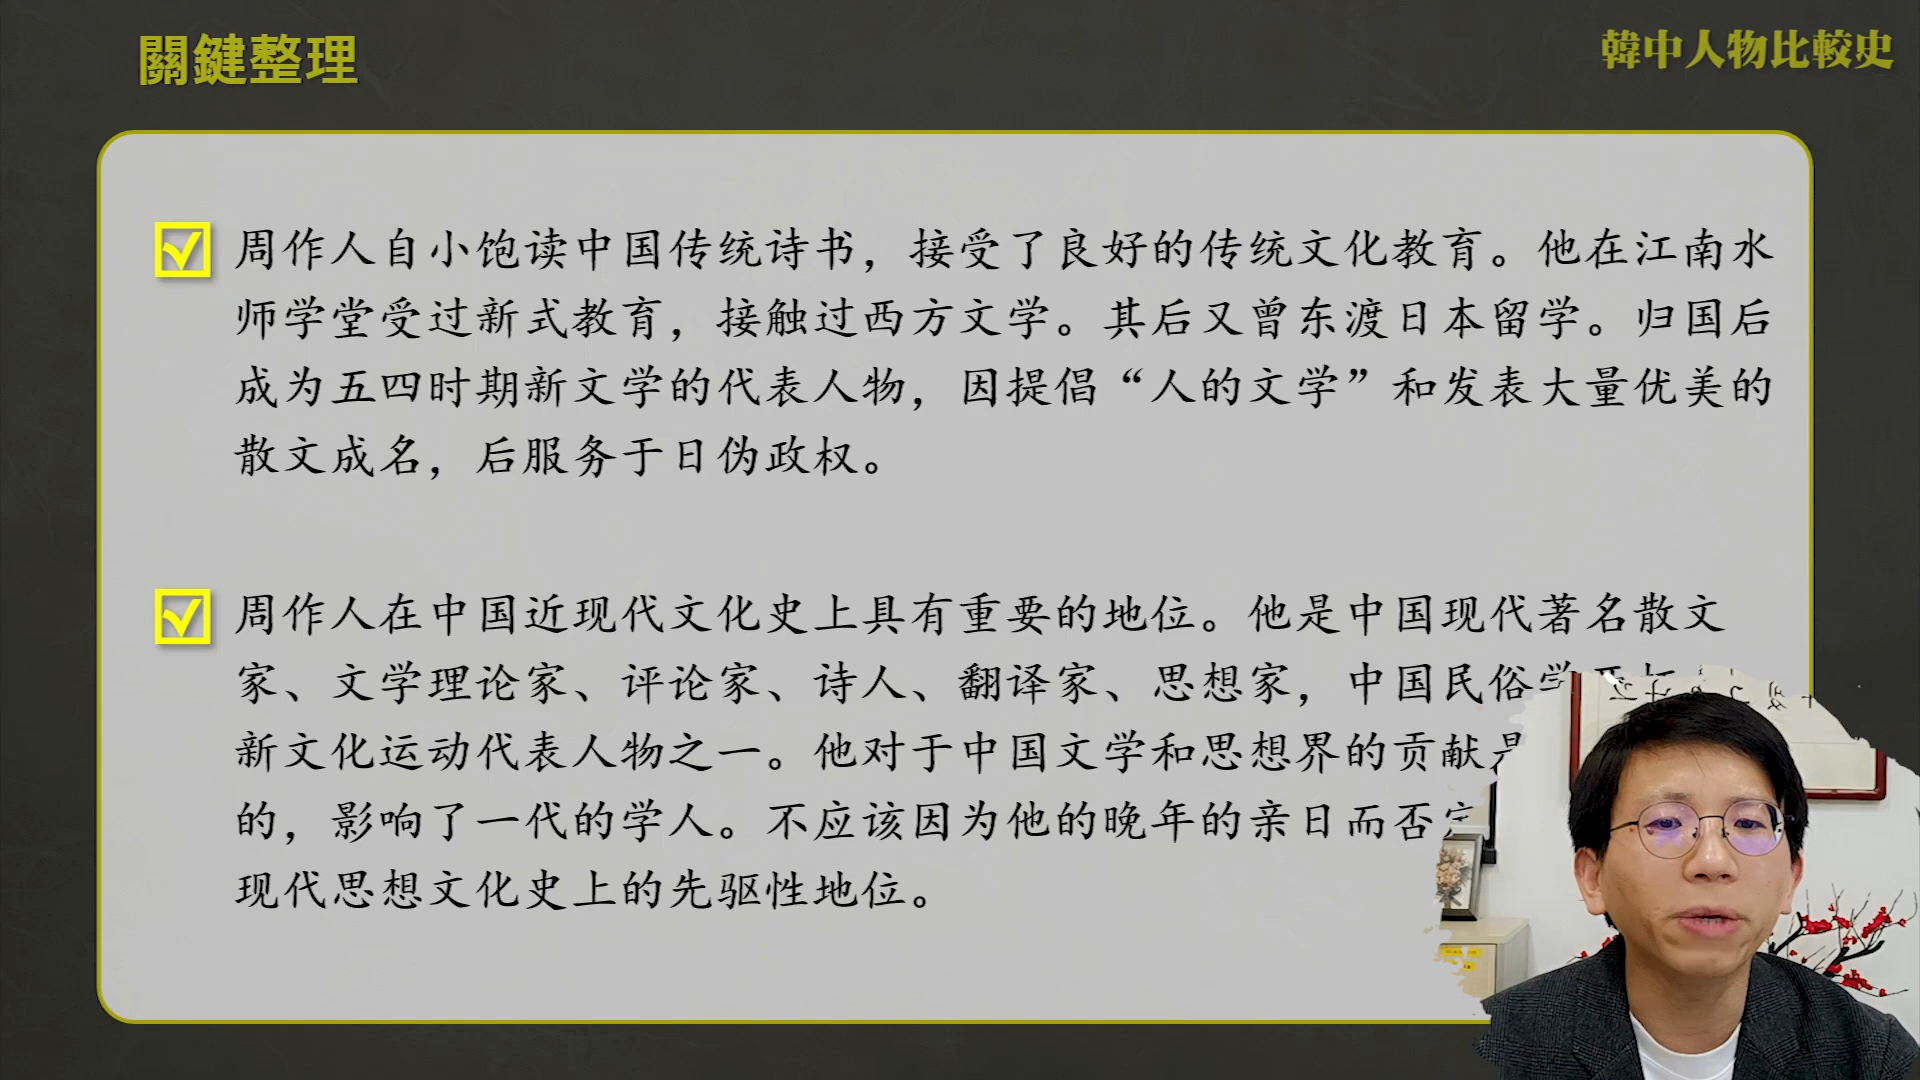 關鍵整理
韓中人物比較史
周作人自小饱读中国传统诗书，接受了良好的传统文化教育。他在江南水
师学堂受过新式教育，接触过西方文学。其后又曾东渡日本留学。归国后
成为五四时期新文学的代表人物，因提倡“人的文学”和发表大量优美的
散文成名，后服务于日伪政权。
周作人在中国近现代文化史上具有重要的地位。他是中国现代著名散文
家、文学理论家、评论家、诗人、翻译家、思想家，中国民俗学
新文化运动代表人物之一。他对于中国文学和思想界的贡献
的，影响了一代的学人。不应该因为他的晚年的亲日而否
现代思想文化史上的先驱性地位。